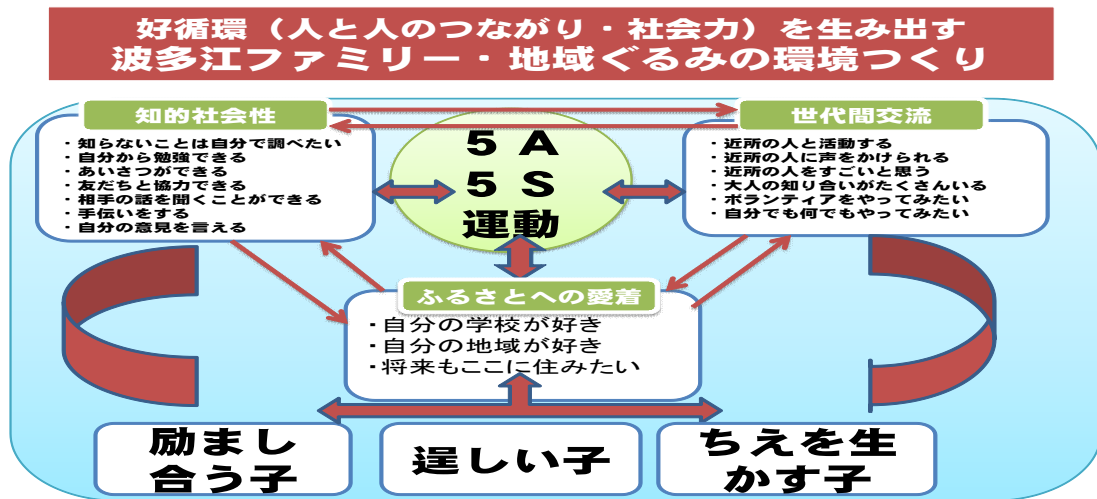 好循環（人と人のつながり・社会力）を生み出す
波多江ファミリー・地域ぐるみの環境つくり
知的社会性
・知らないことは自分で調べたい
・自分から勉強できる
・あいさつができる
・友だちと協力できる
・相手の話を聞くことができる
・手伝いをする
・自分の意見を言える
５Ａ
５Ｓ
運動
世代間交流
・近所の人と活動する
・近所の人に声をかけられる
・近所の人をすごいと思う
・大人の知り合いがたくさんいる
・ボランティアをやってみたい
・自分でも何でもやってみたい
ふるさとへの愛着
・自分の学校が好き
・自分の地域が好き
・将来もここに住みたい
励まし
合う子
逞しい子
ちえを生
かす子